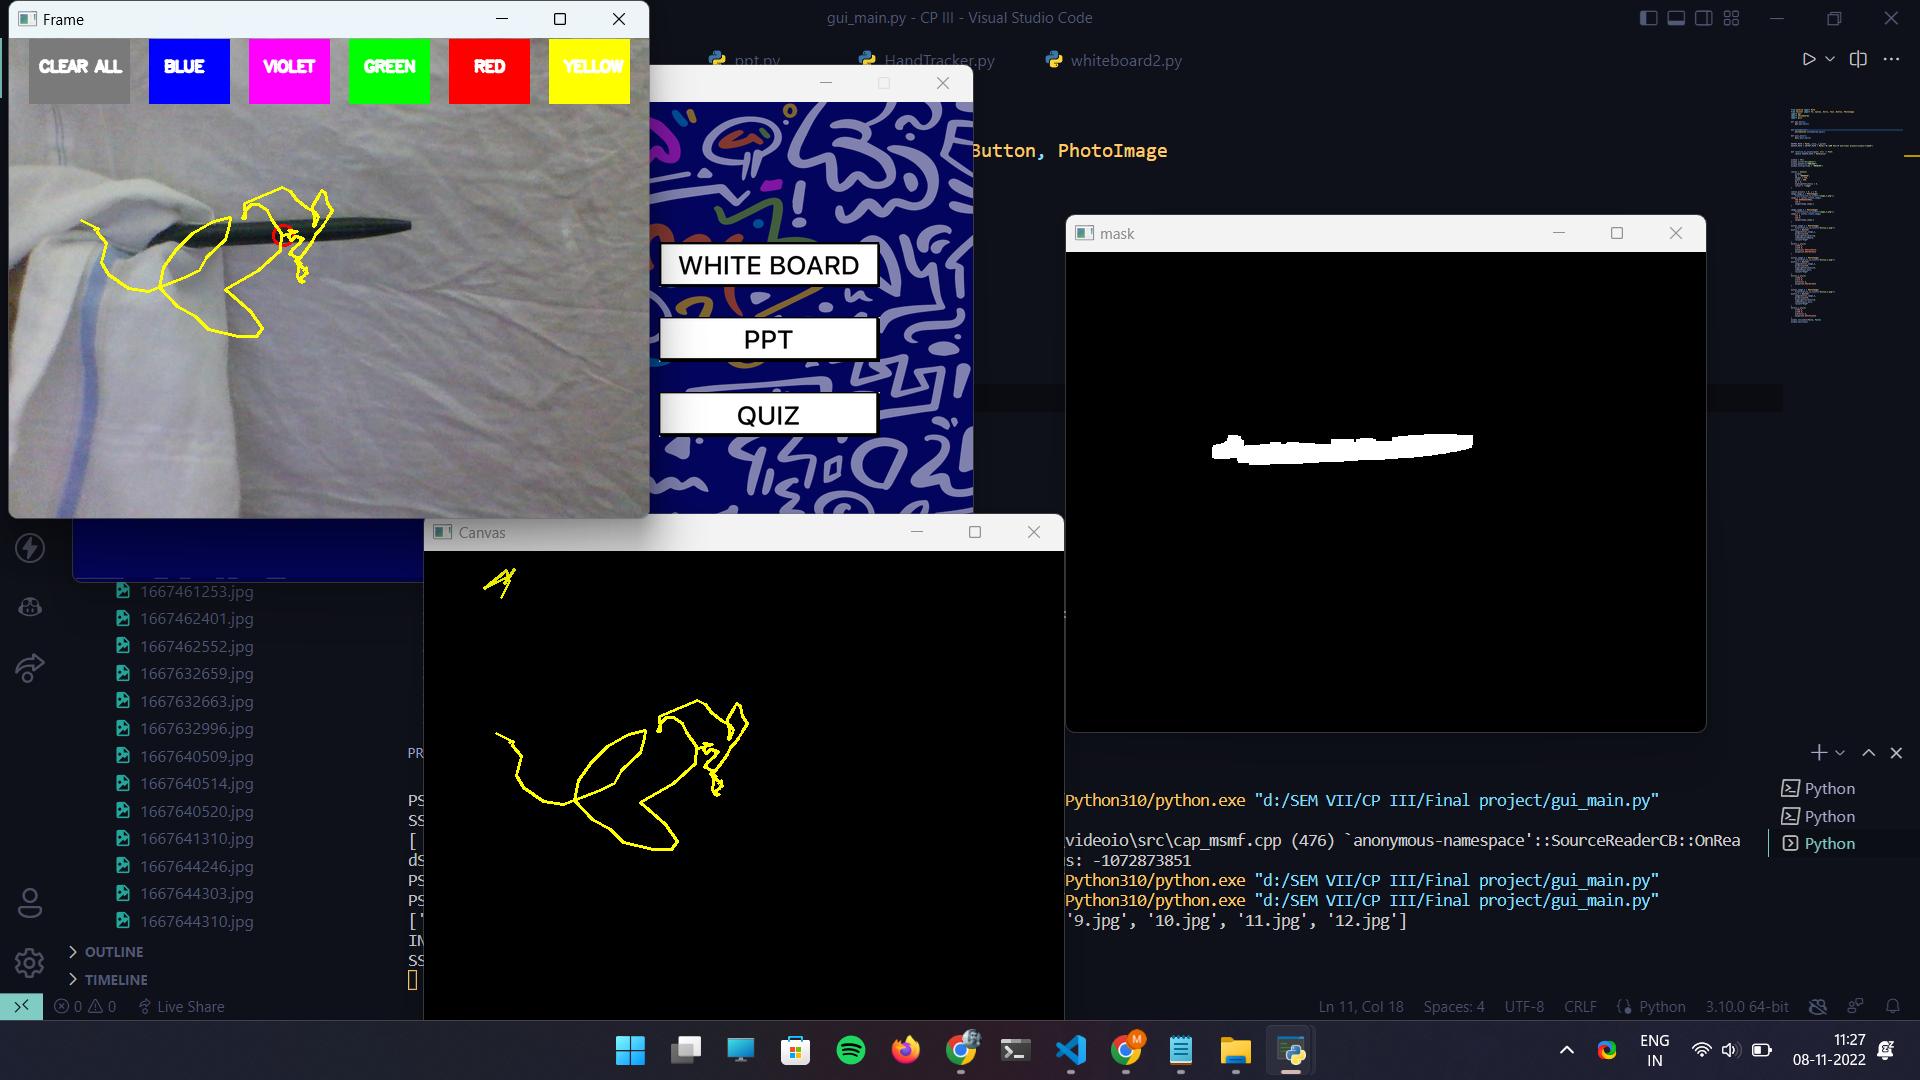 Frame
gui_main.py - CP III - Visual Studio Code
CLEAR ALL
BLUE
VIOLET
GREEN
RED
YELLOW
ppt.py
HandTracker.py
whiteboard2.py
Button, PhotoImage
WHITE BOARD
PPT
QUIZ
mask
Canvas
1667461253.jpg
1667462401.jpg
1667462552.jpg
1667632659.jpg
1667632663.jpg
1667632996.jpg
1667640509.jpg
1667640514.jpg
1667640520.jpg
1667641310.jpg
1667644246.jpg
1667644303.jpg
1667644310.jpg
OUTLINE
TIMELINE
PR
PS
Python310/python.exe "d:/SEM VII/CP III/Final project/gui_main.py"
SS
[
videoio\src\cap_msmf.cpp (476) `anonymous-namespace'::SourceReaderCB::OnRea
dS
s: -1072873851
PS
Python310/python.exe "d:/SEM VII/CP III/Final project/gui_main.py"
PS
Python310/python.exe "d:/SEM VII/CP III/Final project/gui_main.py"
['
'9.jpg', '10.jpg', '11.jpg', '12.jpg']
IN
SS
Python
Python
Python
0 0
Live Share
Ln 11, Col 18
Spaces: 4
UTF-8
CRLF
Python
3.10.0 64-bit
M
ENG
IN
11:27
08-11-2022